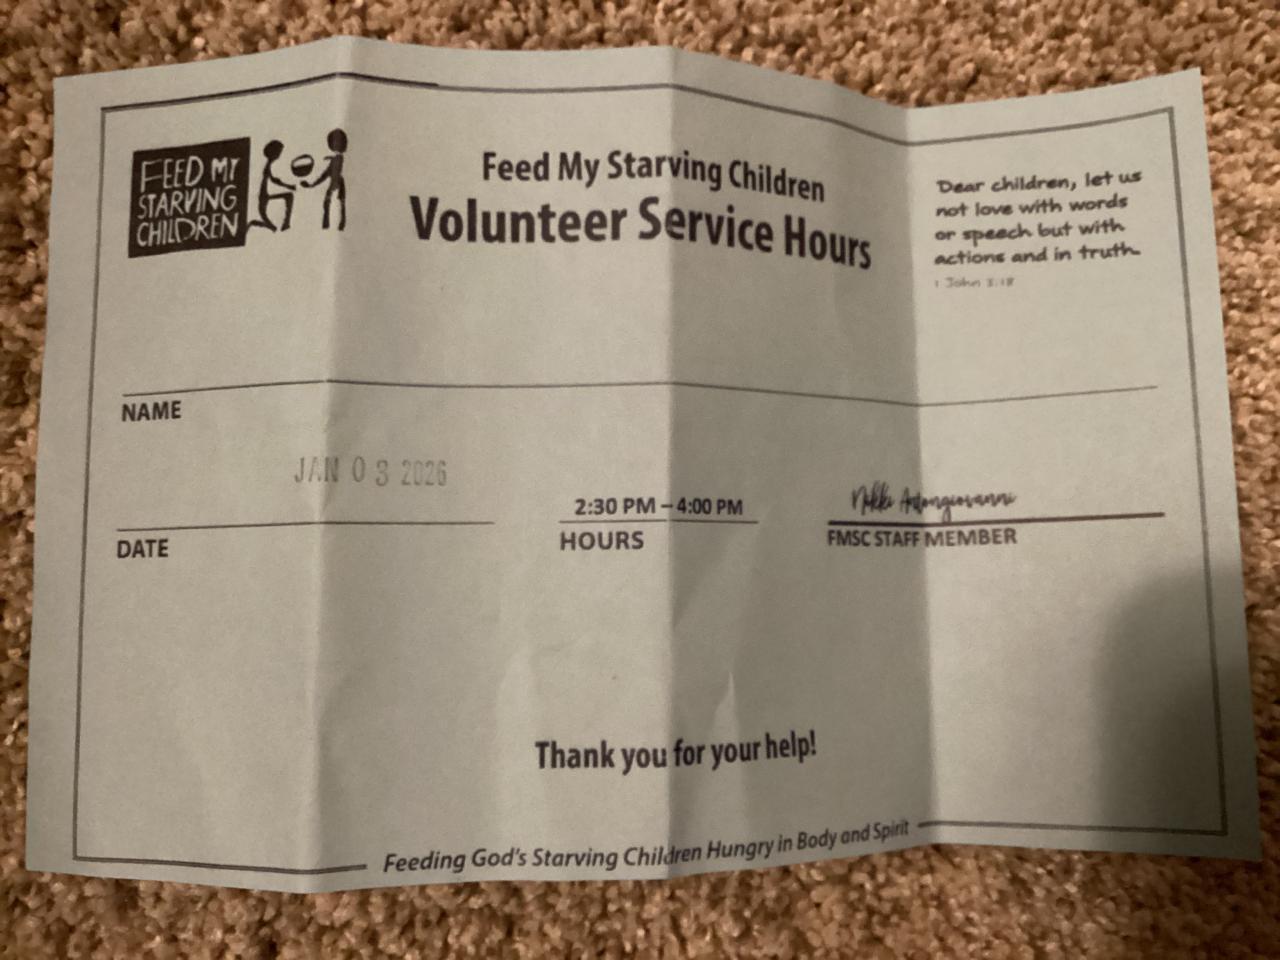 FEED MY
STARVING
CHILDREN
Feed My Starving Children
Volunteer Service Hours
Dear children, let us
not love with words
or speech but with
actions and in truth.
1 John 3:18
NAME
JAN 03 2026
DATE
2:30 PM – 4:00 PM
HOURS
Nikki Antongiovanni
FMSC STAFF MEMBER
Thank you for your help!
Feeding God's Starving Children Hungry in Body and Spirit